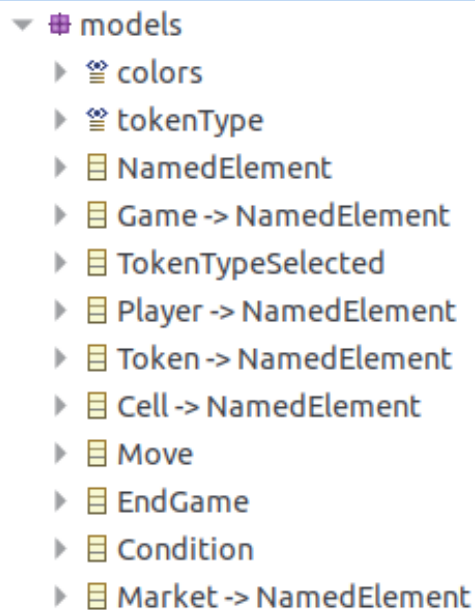 models
colors
tokenType
NamedElement
Game -> NamedElement
TokenTypeSelected
Player -> NamedElement
Token -> NamedElement
Cell -> NamedElement
Move
EndGame
Condition
Market -> NamedElement